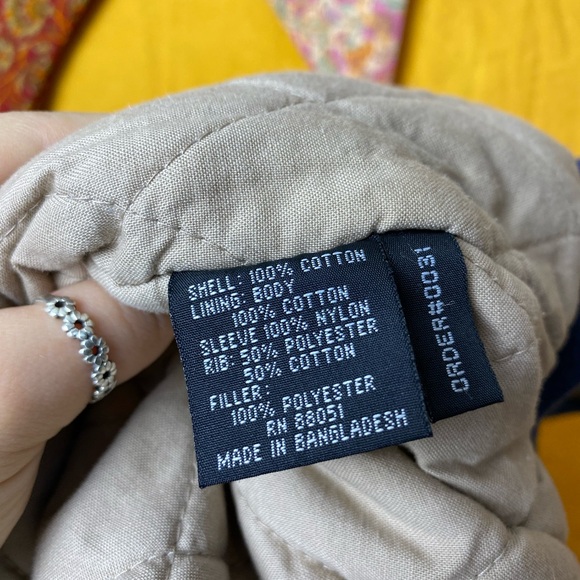 SHELL: 100% COTTON
LINING: BODY
100% COTTON
SLEEVE 100% NYLON
RIB: 50% POLYESTER
50% COTTON
FILLER:
100% POLYESTER
RN 88051
MADE IN BANGLADESH
ORDER#0031